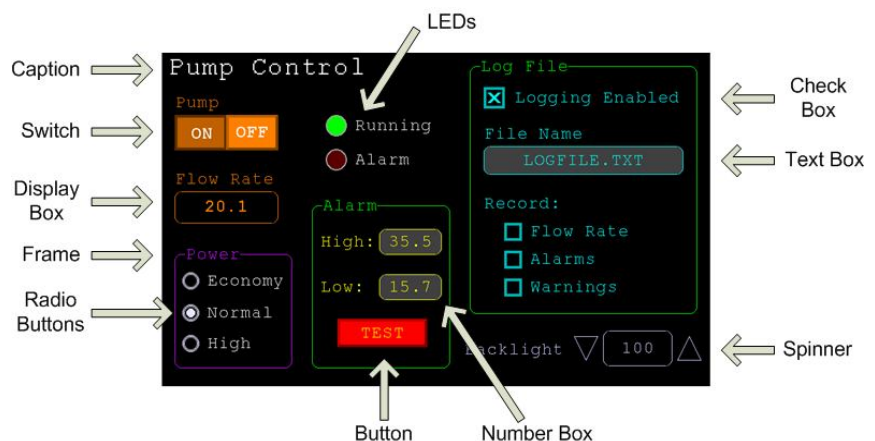 LEDs
Caption
Pump Control
Log File
Pump
Logging Enabled
Check
Box
Switch
ON OFF
Running
File Name
Alarm
LOGFILE.TXT
Text Box
Display
Box
Flow Rate
20.1
Record:
Alarm
Flow Rate
Frame
Power
High: 35.5
Alarms
Economy
Low: 15.7
Warnings
Radio
Buttons
Normal
TEST
High
Backlight 100
Spinner
Button
Number Box